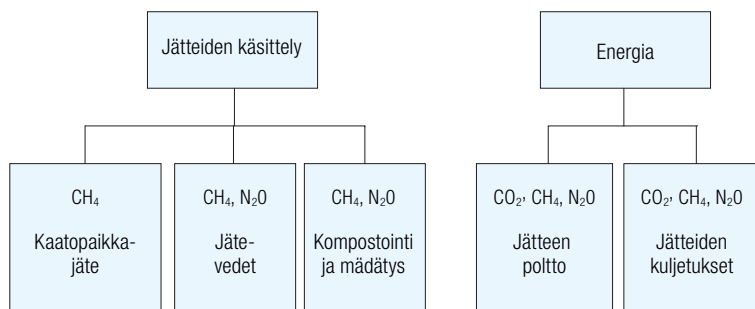 Jätteiden käsittely
Energia
CH₄
Kaatopaikka-
jäte
CH₄, N₂O
Jäte-
vedet
CH₄, N₂O
Kompostointi
ja mädätys
CO₂, CH₄, N₂O
Jätteen
poltto
CO₂, CH₄, N₂O
Jätteiden
kuljetukset